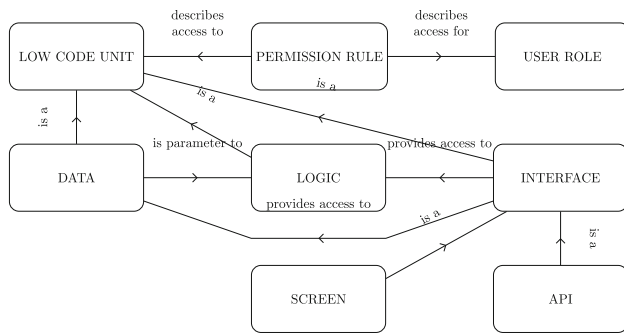 describes
access to
describes
access for
LOW CODE UNIT
PERMISSION RULE
USER ROLE
is a
is a
is a
is parameter to
provides access to
DATA
LOGIC
INTERFACE
provides access to
is a
is a
SCREEN
API